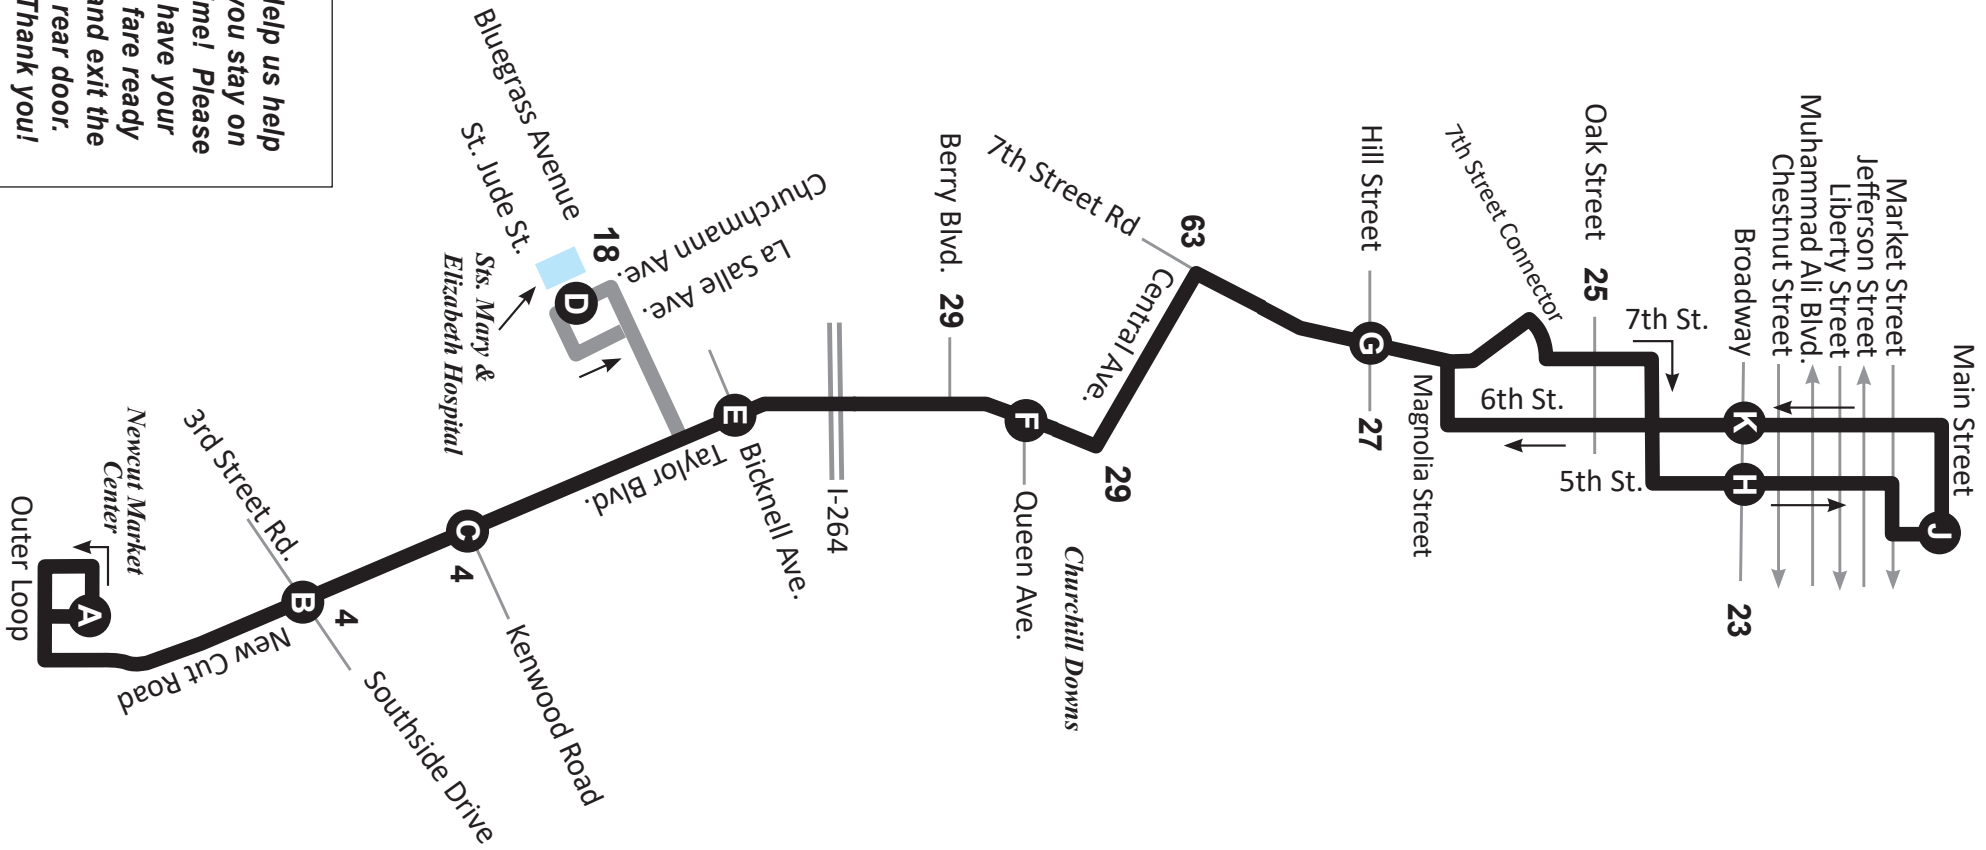 Main Street
J
Market Street
Jefferson Street
Liberty Street
Muhammad Ali Blvd.
Chestnut Street
Broadway
K
H
23
7th St.
6th St.
5th St.
Oak Street
25
7th Street Connector
Magnolia Street
Hill Street
G
27
63
7th Street Rd
Central Ave.
29
Churchill Downs
F
Queen Ave.
Berry Blvd.
29
I-264
E
Bicknell Ave.
Taylor Blvd.
Churchmann Ave.
La Salle Ave.
18
D
Bluegrass Avenue
St. Jude St.
Sts. Mary &
Elizabeth Hospital
C
4
Kenwood Road
3rd Street Rd.
B
4
Southside Drive
New Cut Road
Newcut Market
Center
A
Outer Loop
Help us help
you stay on
ime! Please
have your
fare ready
and exit the
rear door.
Thank you!